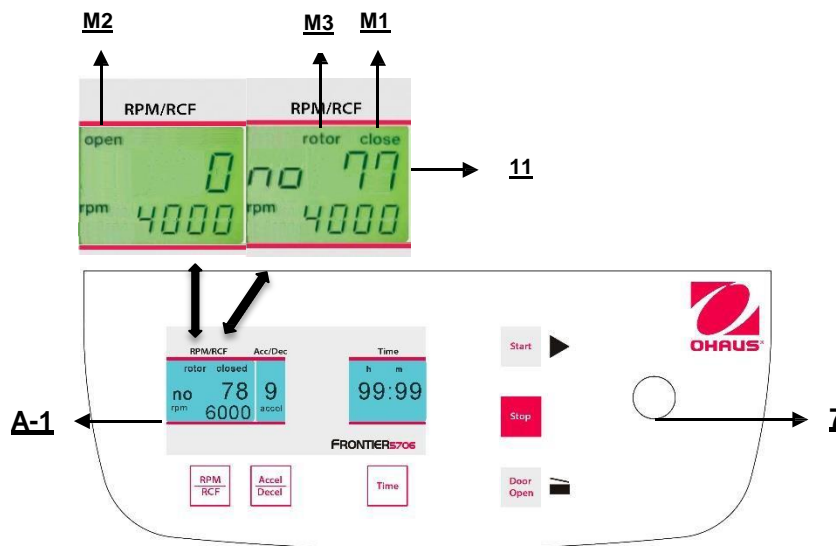 M2
M3
M1
RPM/RCF
RPM/RCF
open
0
rpm 4000
rotor close
no 77
rpm 4000
11
OHAUS
RPM/RCF Acc/Dec
rotor closed
no 78 9
rpm 6000 accel
Time
h m
99:99
FRONTIER5706
RPM
RCF
Accel
Decel
Time
Start
Stop
Door
Open
A-1
7